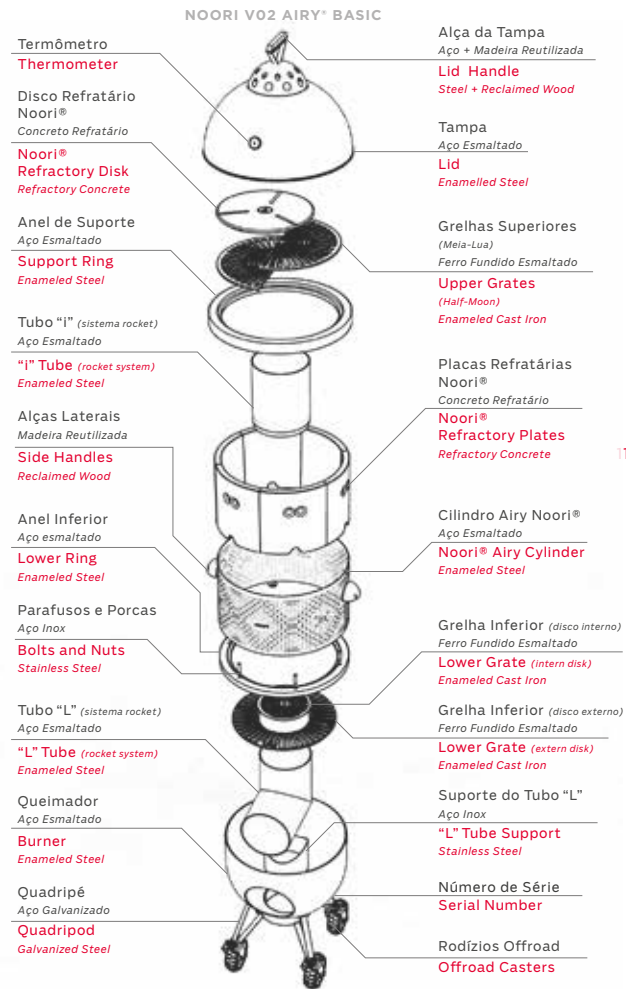 NOORI V02 AIRY® BASIC
Termômetro
Thermometer
Disco Refratário
Noori®
Concreto Refratário
Noori®
Refractory Disk
Refractory Concrete
Anel de Suporte
Aço Esmaltado
Support Ring
Enameled Steel
Tubo “i” (sistema rocket)
Aço Esmaltado
“i” Tube (rocket system)
Enameled Steel
Alças Laterais
Madeira Reutilizada
Side Handles
Reclaimed Wood
Anel Inferior
Aço esmaltado
Lower Ring
Enameled Steel
Parafusos e Porcas
Aço Inox
Bolts and Nuts
Stainless Steel
Tubo “L” (sistema rocket)
Aço Esmaltado
“L” Tube (rocket system)
Enameled Steel
Queimador
Aço Esmaltado
Burner
Enameled Steel
Quadripé
Aço Galvanizado
Quadripod
Galvanized Steel
Alça da Tampa
Aço + Madeira Reutilizada
Lid Handle
Steel + Reclaimed Wood
Tampa
Aço Esmaltado
Lid
Enamelled Steel
Grelhas Superiores
(Meia-Lua)
Ferro Fundido Esmaltado
Upper Grates
(Half-Moon)
Enameled Cast Iron
Placas Refratárias
Noori®
Concreto Refratário
Noori®
Refractory Plates
Refractory Concrete
Cilindro Airy Noori®
Aço Esmaltado
Noori® Airy Cylinder
Enameled Steel
Grelha Inferior (disco interno)
Ferro Fundido Esmaltado
Lower Grate (intern disk)
Enameled Cast Iron
Grelha Inferior (disco externo)
Ferro Fundido Esmaltado
Lower Grate (extern disk)
Enameled Cast Iron
Suporte do Tubo “L”
Aço Inox
“L” Tube Support
Stainless Steel
Número de Série
Serial Number
Rodízios Offroad
Offroad Casters